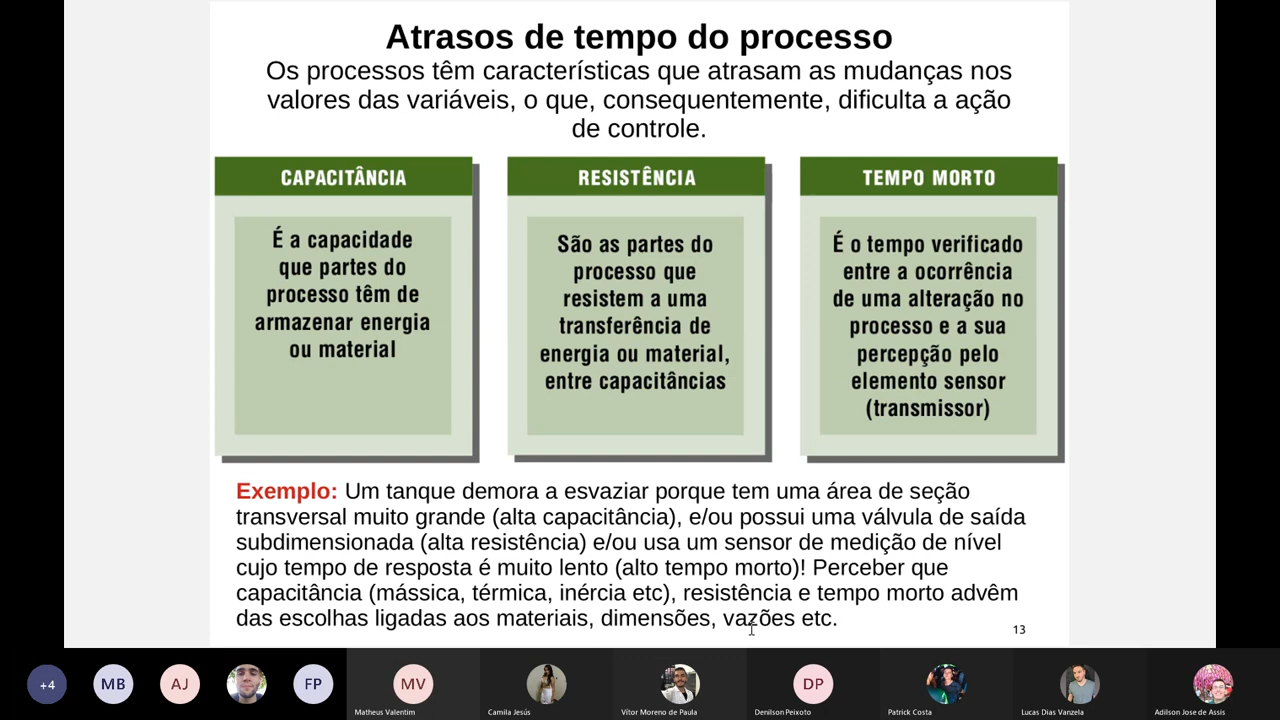 Atrasos de tempo do processo
Os processos têm características que atrasam as mudanças nos
valores das variáveis, o que, consequentemente, dificulta a ação
de controle.
CAPACITÂNCIA
É a capacidade
que partes do
processo têm de
armazenar energia
ou material
RESISTÊNCIA
São as partes do
processo que
resistem a uma
transferência de
energia ou material,
entre capacitâncias
TEMPO MORTO
É o tempo verificado
entre a ocorrência
de uma alteração no
processo e a sua
percepção pelo
elemento sensor
(transmissor)
Exemplo: Um tanque demora a esvaziar porque tem uma área de seção
transversal muito grande (alta capacitância), e/ou possui uma válvula de saída
subdimensionada (alta resistência) e/ou usa um sensor de medição de nível
cujo tempo de resposta é muito lento (alto tempo morto)! Perceber que
capacitância (mássica, térmica, inércia etc), resistência e tempo morto advêm
das escolhas ligadas aos materiais, dimensões, vazões etc.
13
+4
MB
AJ
FP
MV
Matheus Valentim
Camila Jesús
Vítor Moreno de Paula
DP
Denilson Peixoto
Patrick Costa
Lucas Dias Vanzela
Adilson Jose de Assis